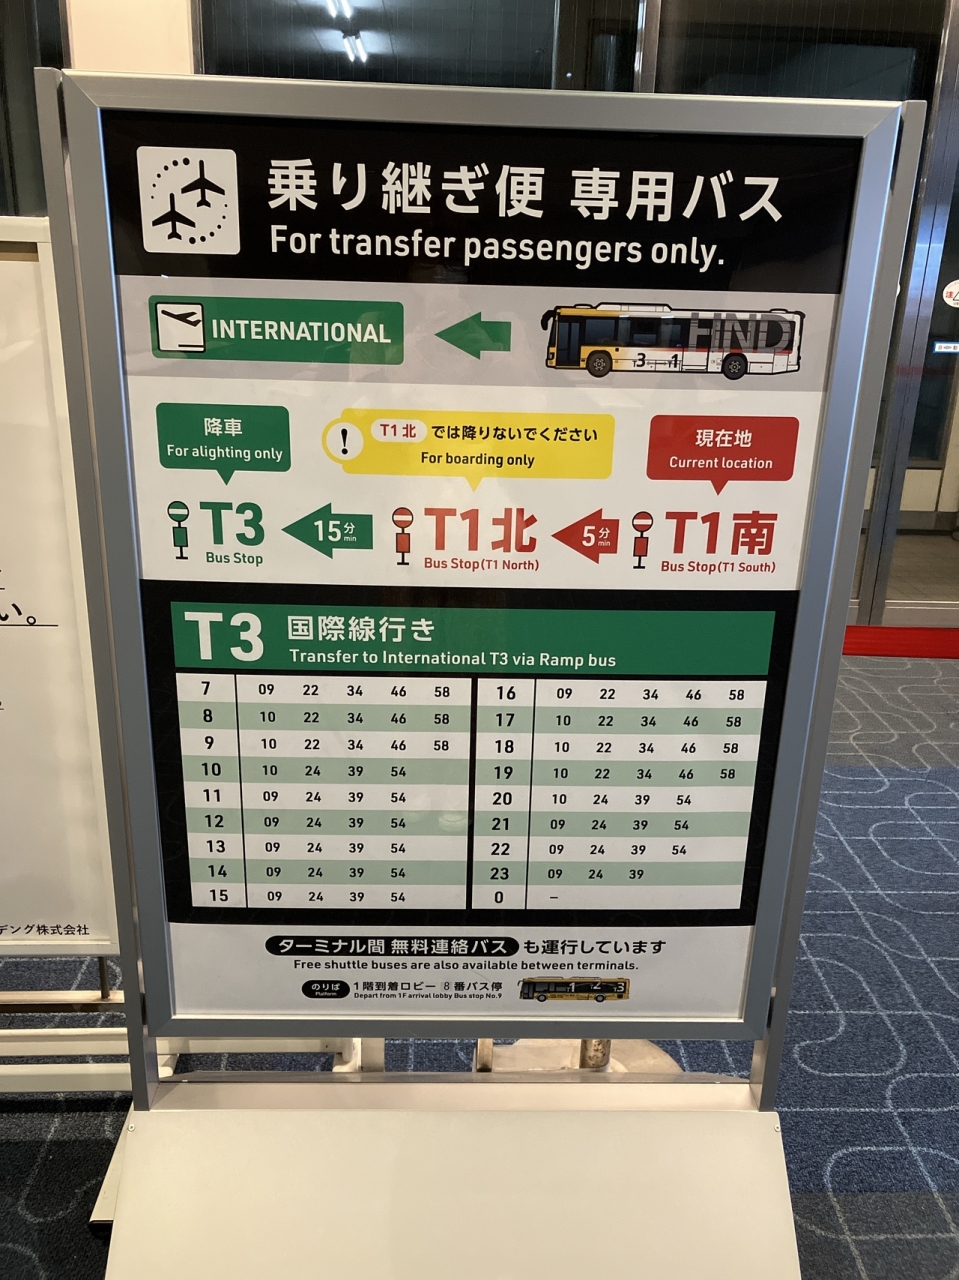 乗り継ぎ便 専用バス
For transfer passengers only.
INTERNATIONAL
HND
3 1
降車
For alighting only
! T1北 では降りないでください
For boarding only
現在地
Current location
T3
Bus Stop
15分
min
T1北
Bus Stop(T1 North)
5分
min
T1南
Bus Stop(T1 South)
T3 国際線行き
Transfer to International T3 via Ramp bus
7 09 22 34 46 58
8 10 22 34 46 58
9 10 22 34 46 58
10 10 24 39 54
11 09 24 39 54
12 09 24 39 54
13 09 24 39 54
14 09 24 39 54
15 09 24 39 54
16 09 22 34 46 58
17 10 22 34 46 58
18 10 22 34 46 58
19 10 22 34 46 58
20 10 24 39 54
21 09 24 39 54
22 09 24 39 54
23 09 24 39
0 –
ターミナル間 無料連絡バス も運行しています
Free shuttle buses are also available between terminals.
のりば 1階到着ロビー 8番バス停
Platform Depart from 1F arrival lobby Bus stop No.9
1 2 3
い。
デング株式会社